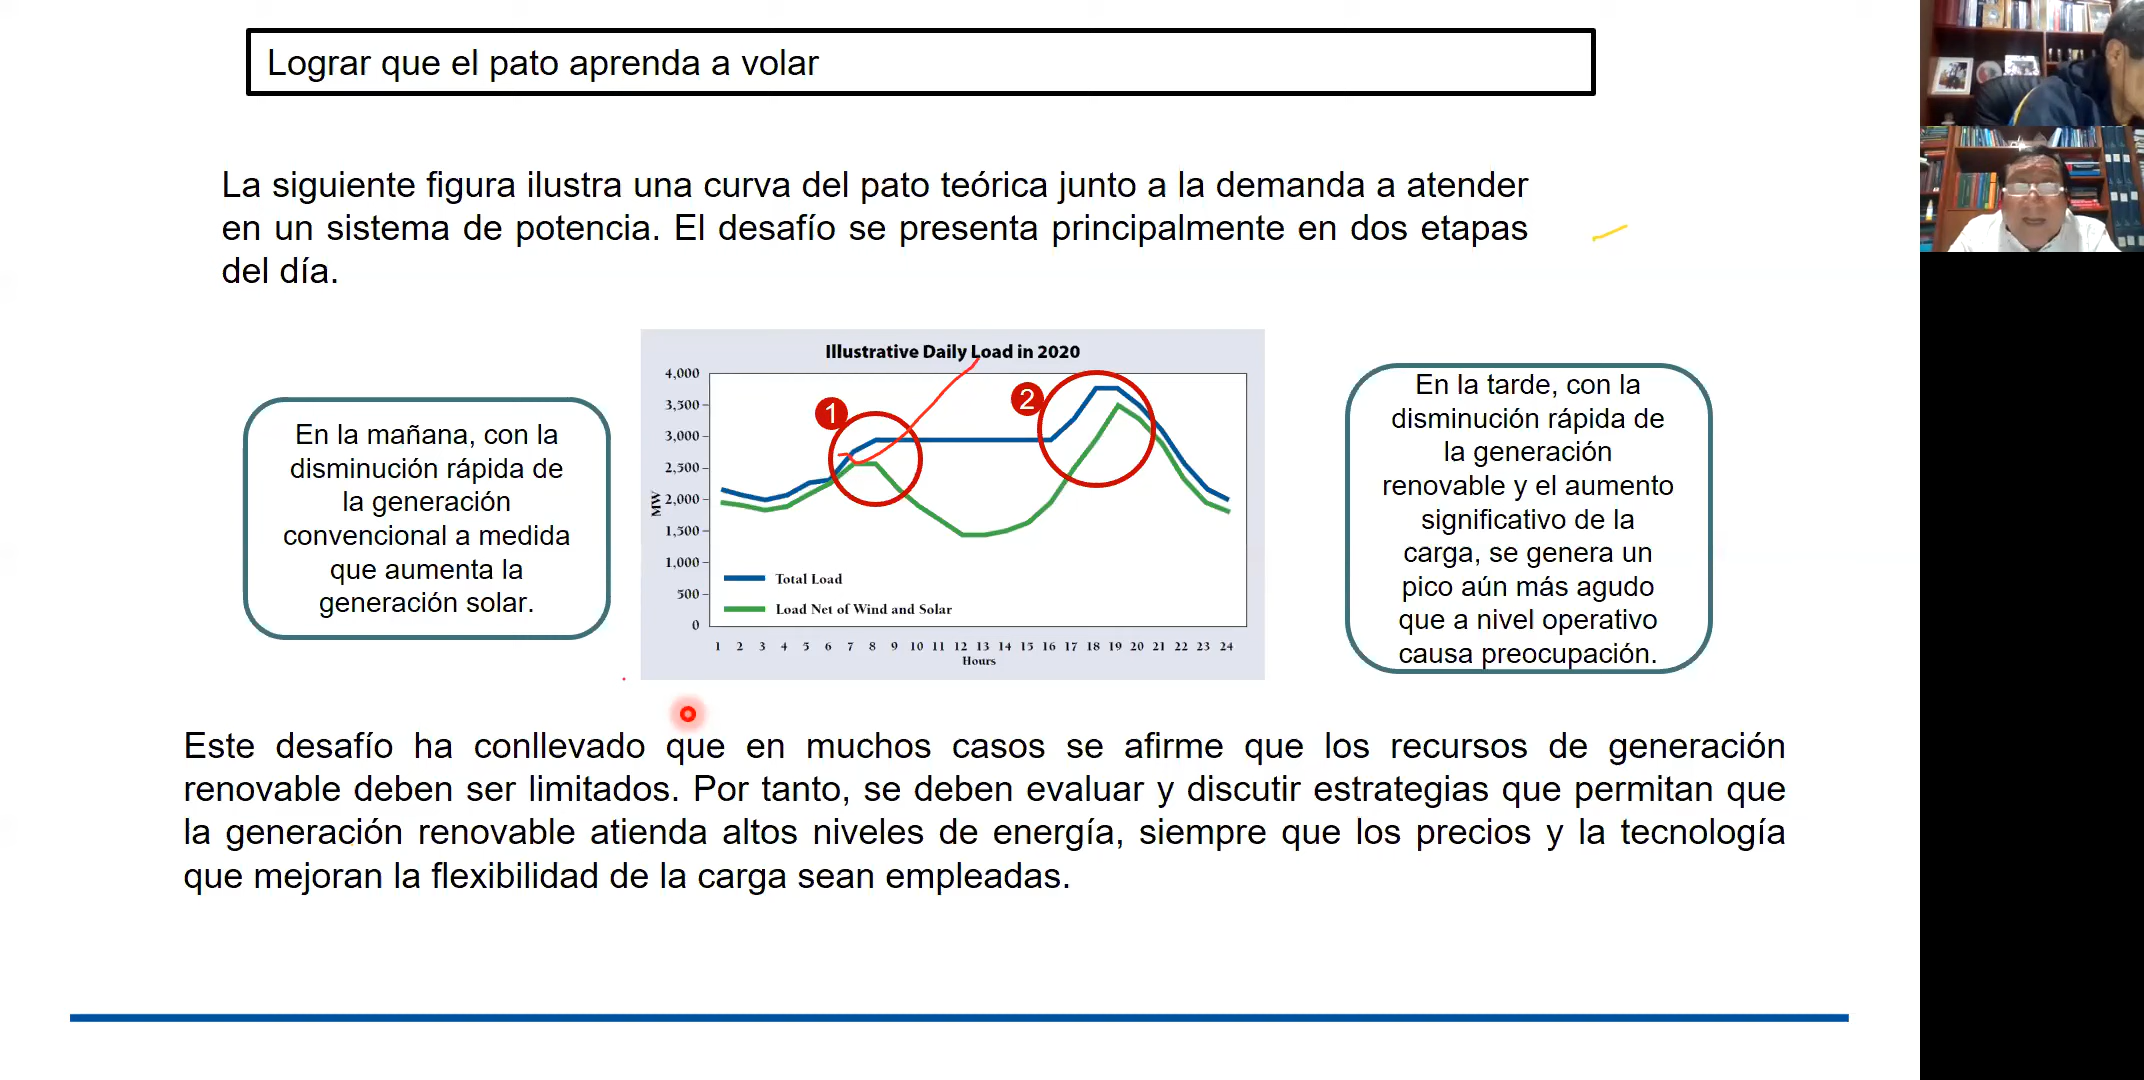 Lograr que el pato aprenda a volar
La siguiente figura ilustra una curva del pato teórica junto a la demanda a atender
en un sistema de potencia. El desafío se presenta principalmente en dos etapas
del día.
En la mañana, con la
disminución rápida de
la generación
convencional a medida
que aumenta la
generación solar.
Illustrative Daily Load in 2020
4,000
3,500
3,000
2,500
2,000
1,500
1,000
500
0
MW
1
2
Total Load
Load Net of Wind and Solar
1 2 3 4 5 6 7 8 9 10 11 12 13 14 15 16 17 18 19 20 21 22 23 24
Hours
En la tarde, con la
disminución rápida de
la generación
renovable y el aumento
significativo de la
carga, se genera un
pico aún más agudo
que a nivel operativo
causa preocupación.
Este desafío ha conllevado que en muchos casos se afirme que los recursos de generación
renovable deben ser limitados. Por tanto, se deben evaluar y discutir estrategias que permitan que
la generación renovable atienda altos niveles de energía, siempre que los precios y la tecnología
que mejoran la flexibilidad de la carga sean empleadas.